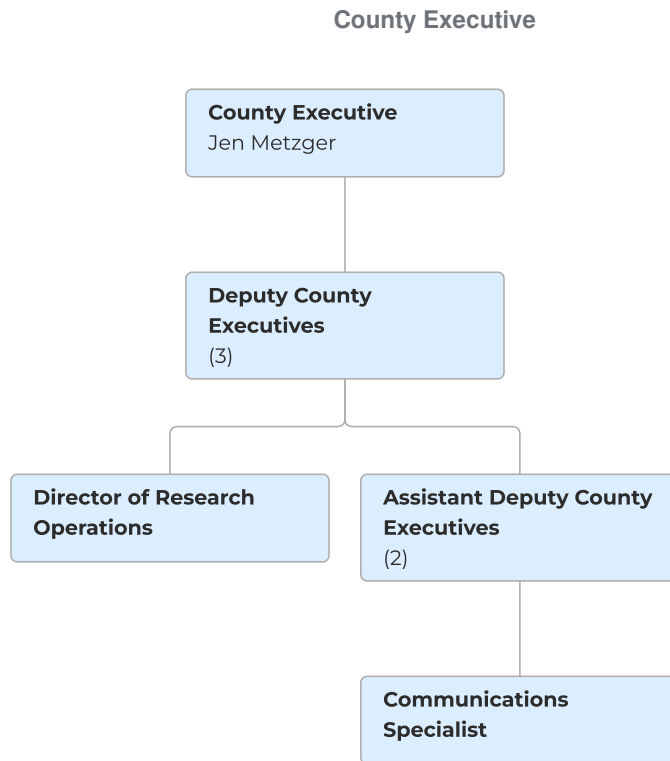 County Executive
County Executive
Jen Metzger
Deputy County
Executives
(3)
Director of Research
Operations
Assistant Deputy County
Executives
(2)
Communications
Specialist